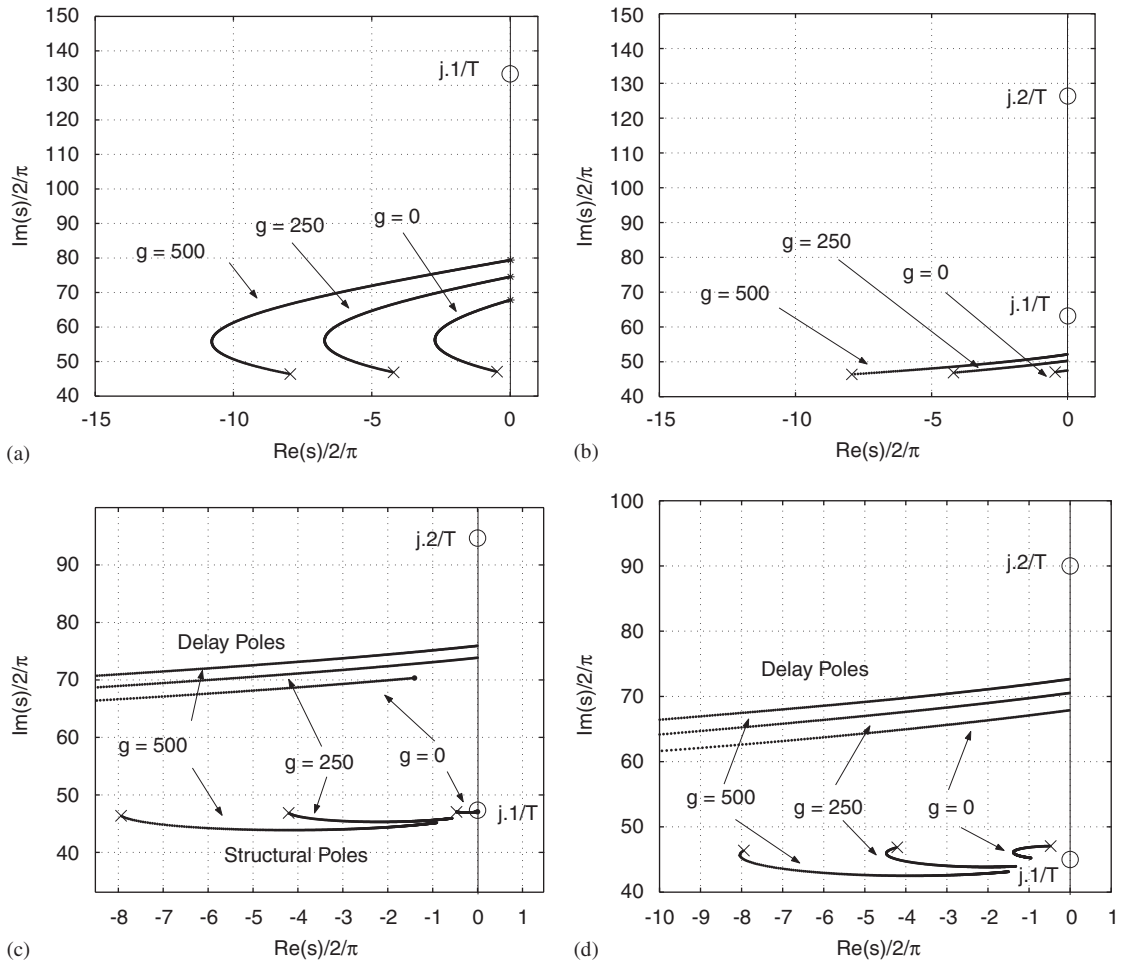 150
140
130
120
110
100
90
80
70
60
50
40
Im(s)/2/π
-15
-10
-5
0
Re(s)/2/π
j.1/T
g = 0
g = 250
g = 500
(a)
150
140
130
120
110
100
90
80
70
60
50
40
Im(s)/2/π
-15
-10
-5
0
Re(s)/2/π
j.2/T
g = 250
g = 0
g = 500
j.1/T
(b)
90
80
70
60
50
40
Im(s)/2/π
-8
-7
-6
-5
-4
-3
-2
-1
0
1
Re(s)/2/π
j.2/T
Delay Poles
g = 500
g = 250
g = 0
j.1/T
Structural Poles
(c)
100
90
80
70
60
50
40
Im(s)/2/π
-10
-9
-8
-7
-6
-5
-4
-3
-2
-1
0
1
Re(s)/2/π
j.2/T
Delay Poles
g = 500
g = 250
g = 0
j.1/T
(d)